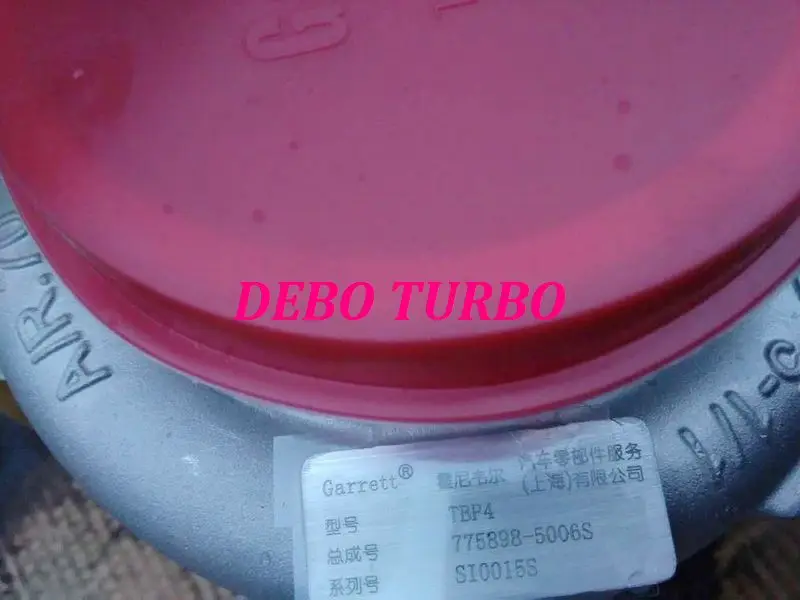 G
DEBO TURBO
A/R.70
Garrett® 霍尼韦尔 汽车零部件服务
(上海)有限公司
型号 TBP4
总成号 775898-5006S
系列号 SI0015S